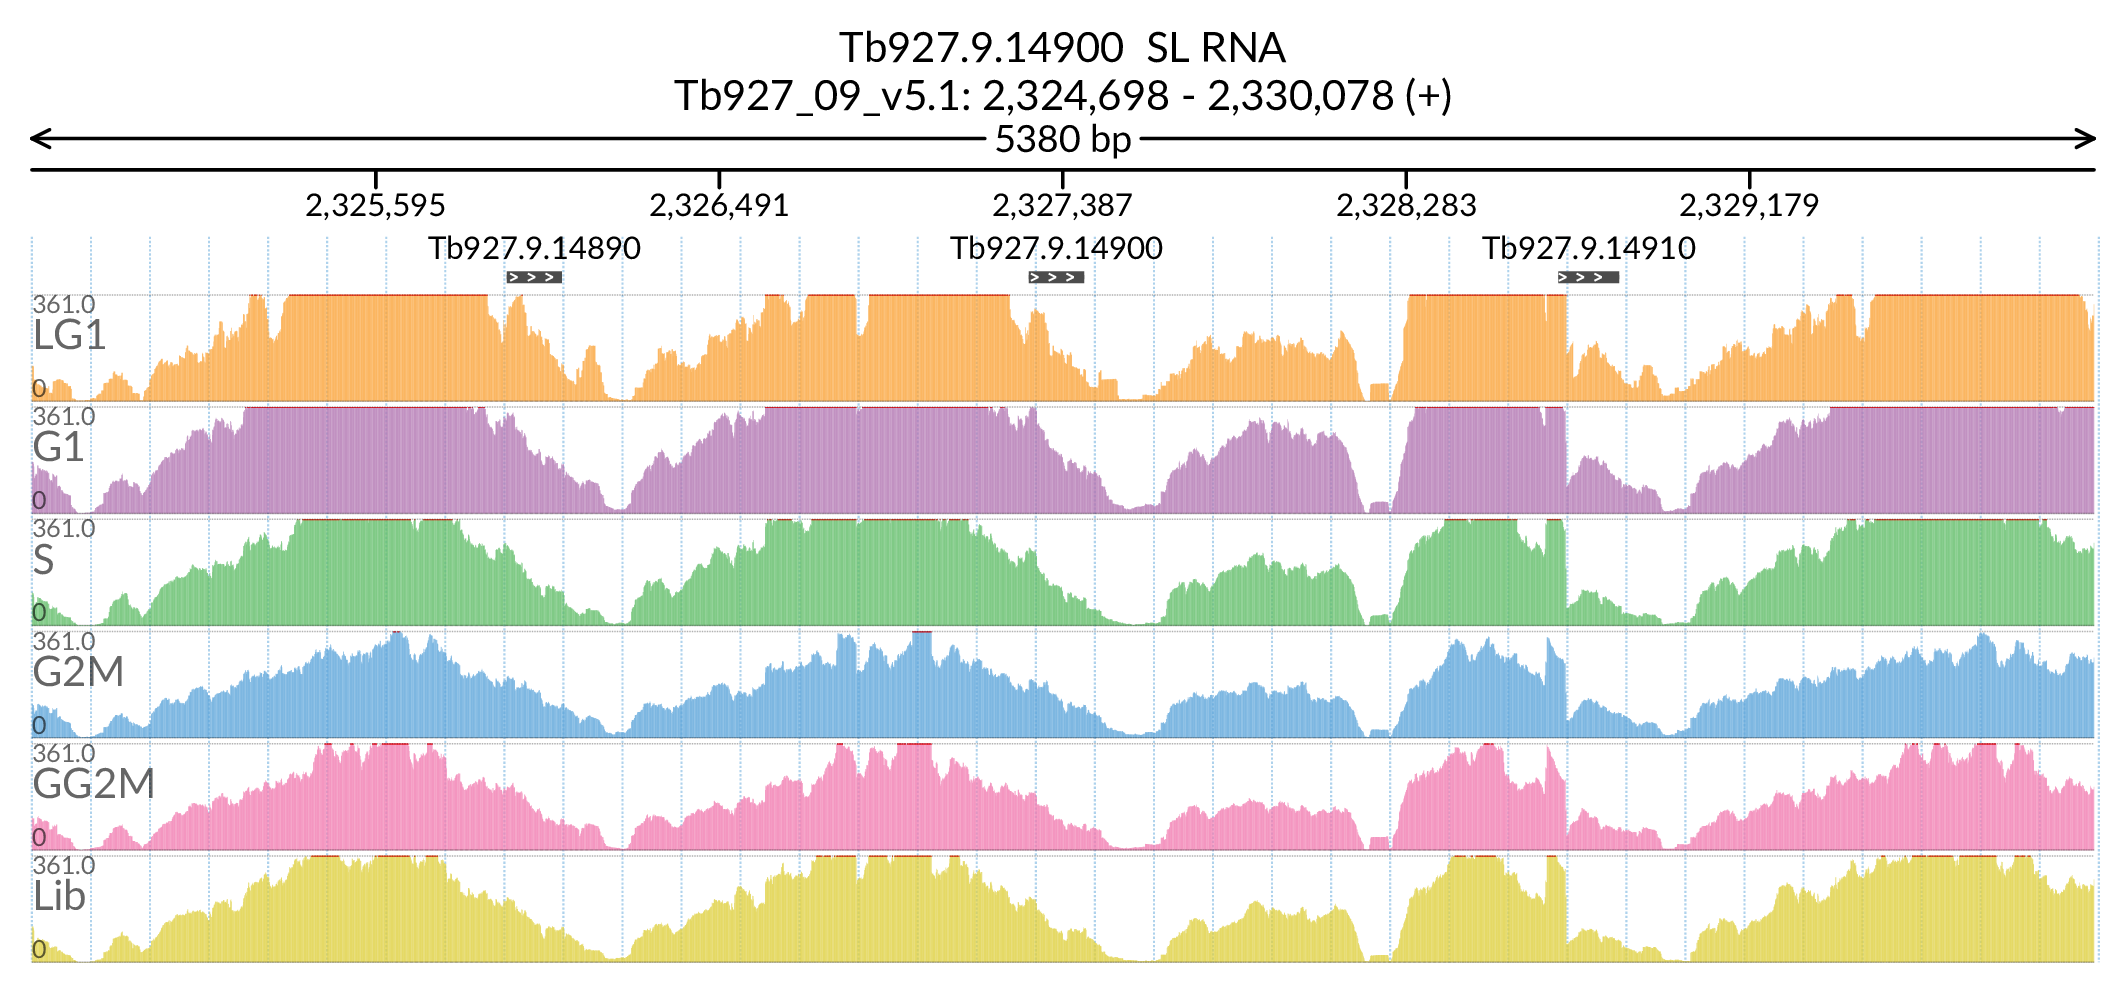 Tb927.9.14900  SL RNA
Tb927_09_v5.1: 2,324,698 - 2,330,078 (+)
5380 bp
2,325,595 2,326,491 2,327,387 2,328,283 2,329,179
Tb927.9.14890 Tb927.9.14900 Tb927.9.14910
> > > > > > > > >
361.0
LG1
0
361.0
G1
0
361.0
S
0
361.0
G2M
0
361.0
GG2M
0
361.0
Lib
0